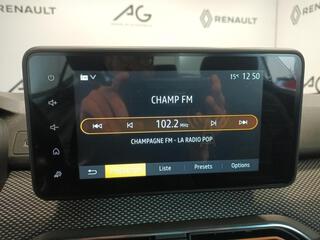 RENAULT AG RENAULT
15° 12:50
CHAMP FM
102.2 MHz
CHAMPAGNE FM - LA RADIO POP
Liste Presets Options